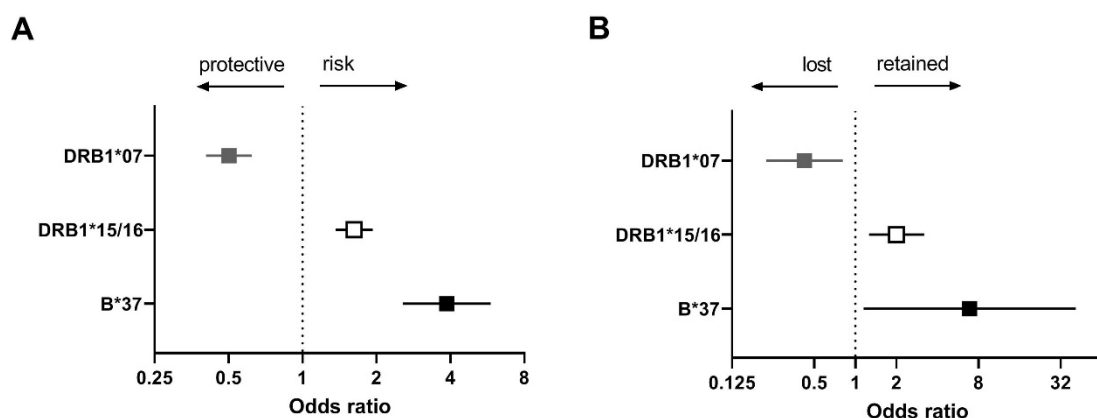 A
protective risk
DRB1*07
DRB1*15/16
B*37
0.25 0.5 1 2 4 8
Odds ratio
B
lost retained
DRB1*07
DRB1*15/16
B*37
0.125 0.5 1 2 8 32
Odds ratio